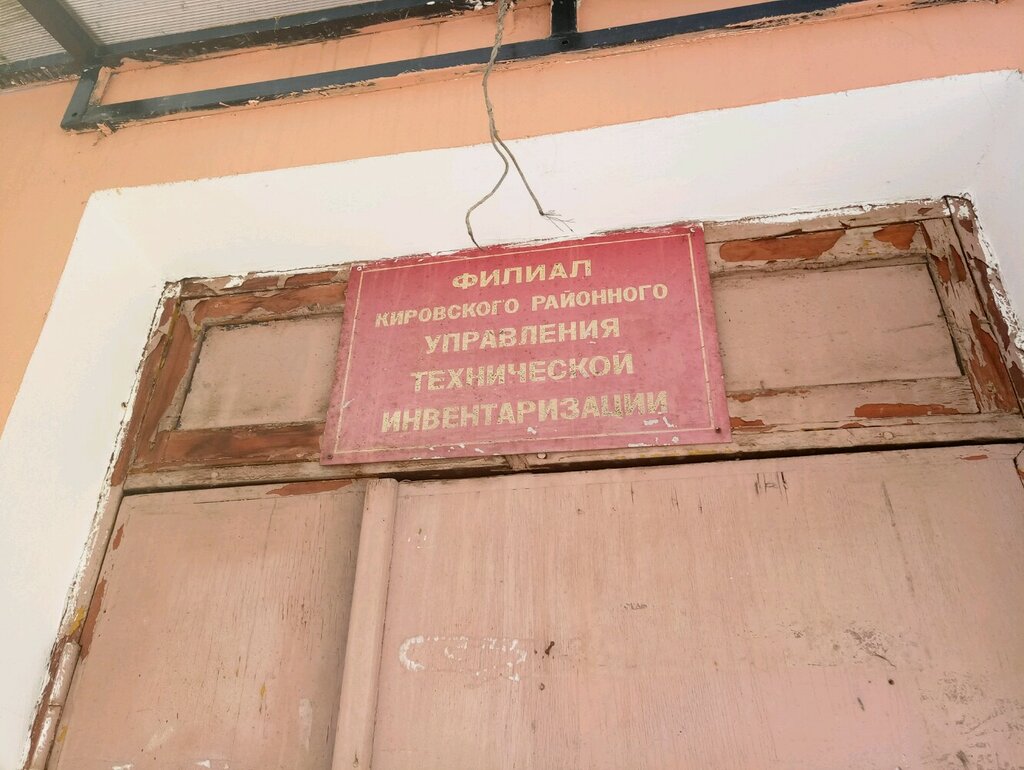 ФИЛИАЛ
КИРОВСКОГО РАЙОННОГО
УПРАВЛЕНИЯ
ТЕХНИЧЕСКОЙ
ИНВЕНТАРИЗАЦИИ